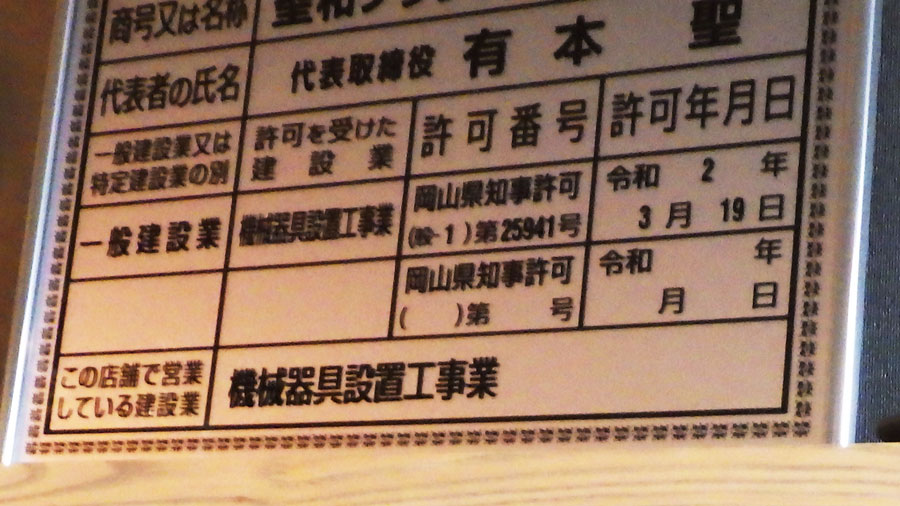 商号又は名称
代表者の氏名 代表取締役 有本 聖
一般建設業又は
特定建設業の別
許可を受けた
建設業
許可番号
許可年月日
一般建設業
機械器具設置工事業
岡山県知事許可
(般-1)第25941号
令和 2 年
3月 19日
岡山県知事許可
( )第 号
令和 年
月 日
この店舗で営業
している建設業
機械器具設置工事業